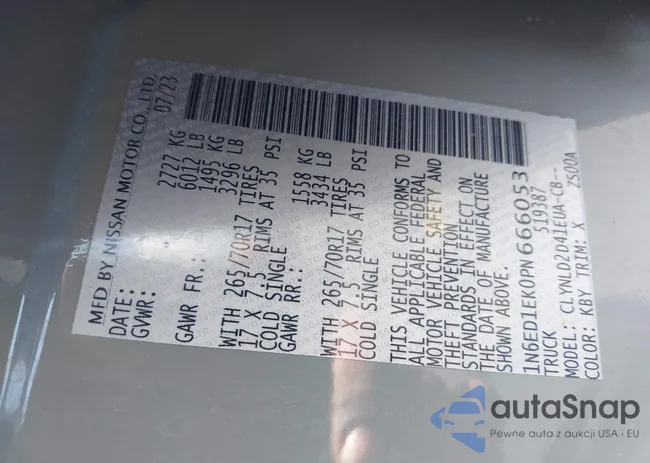 MFD BY NISSAN MOTOR CO., LTD.
DATE: 07/23
GVWR: 2727 KG
6012 LB
GAWR FR.: 1495 KG
3296 LB
WITH 265/70R17 TIRES
17 X 7.5 RIMS AT 35 PSI
COLD SINGLE
GAWR RR.: 1558 KG
3434 LB
WITH 265/70R17 TIRES
17 X 7.5 RIMS AT 35 PSI
COLD SINGLE
THIS VEHICLE CONFORMS TO
ALL APPLICABLE FEDERAL
MOTOR VEHICLE SAFETY AND
THEFT PREVENTION
STANDARDS IN EFFECT ON
THE DATE OF MANUFACTURE
SHOWN ABOVE.
1N6ED1EK0PN666053
TRUCK 519387
MODEL: CLYNLD2D41EUA-CB--
COLOR: KBY TRIM: X ZS00A
autaSnap
Pewne auta z aukcji USA i EU